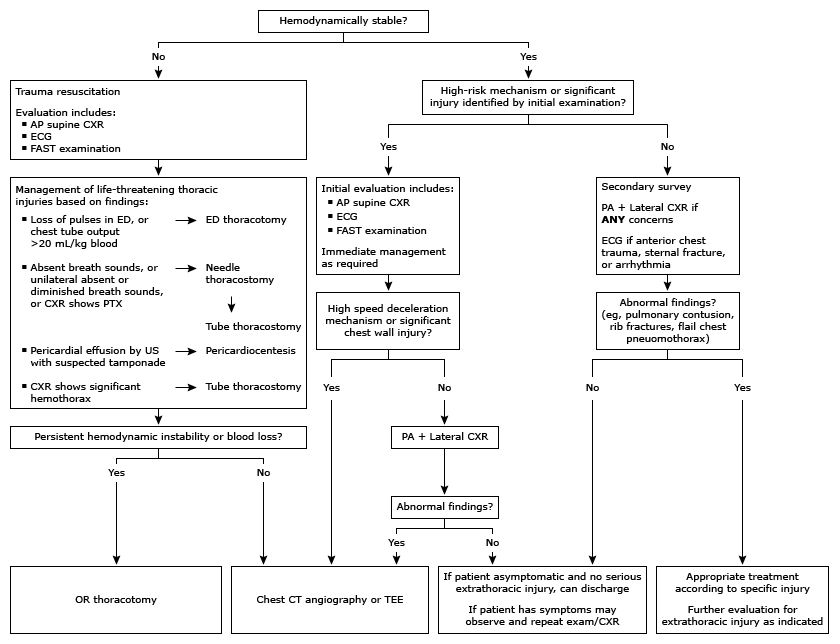 Hemodynamically stable?
No
Yes
Trauma resuscitation
Evaluation includes:
▪ AP supine CXR
▪ ECG
▪ FAST examination
High-risk mechanism or significant
injury identified by initial examination?
Yes
No
Management of life-threatening thoracic
injuries based on findings:
▪ Loss of pulses in ED, or
chest tube output
>20 mL/kg blood
ED thoracotomy
▪ Absent breath sounds, or
unilateral absent or
diminished breath sounds,
or CXR shows PTX
Needle
thoracostomy
Tube thoracostomy
▪ Pericardial effusion by US
with suspected tamponade
Pericardiocentesis
▪ CXR shows significant
hemothorax
Tube thoracostomy
Initial evaluation includes:
▪ AP supine CXR
▪ ECG
▪ FAST examination
Immediate management
as required
Secondary survey
PA + Lateral CXR if
ANY concerns
ECG if anterior chest
trauma, sternal fracture,
or arrhythmia
High speed deceleration
mechanism or significant
chest wall injury?
Abnormal findings?
(eg, pulmonary contusion,
rib fractures, flail chest
pneuomothorax)
Yes
No
No
Yes
Persistent hemodynamic instability or blood loss?
PA + Lateral CXR
Yes
No
Abnormal findings?
Yes
No
OR thoracotomy
Chest CT angiography or TEE
If patient asymptomatic and no serious
extrathoracic injury, can discharge
If patient has symptoms may
observe and repeat exam/CXR
Appropriate treatment
according to specific injury
Further evaluation for
extrathoracic injury as indicated